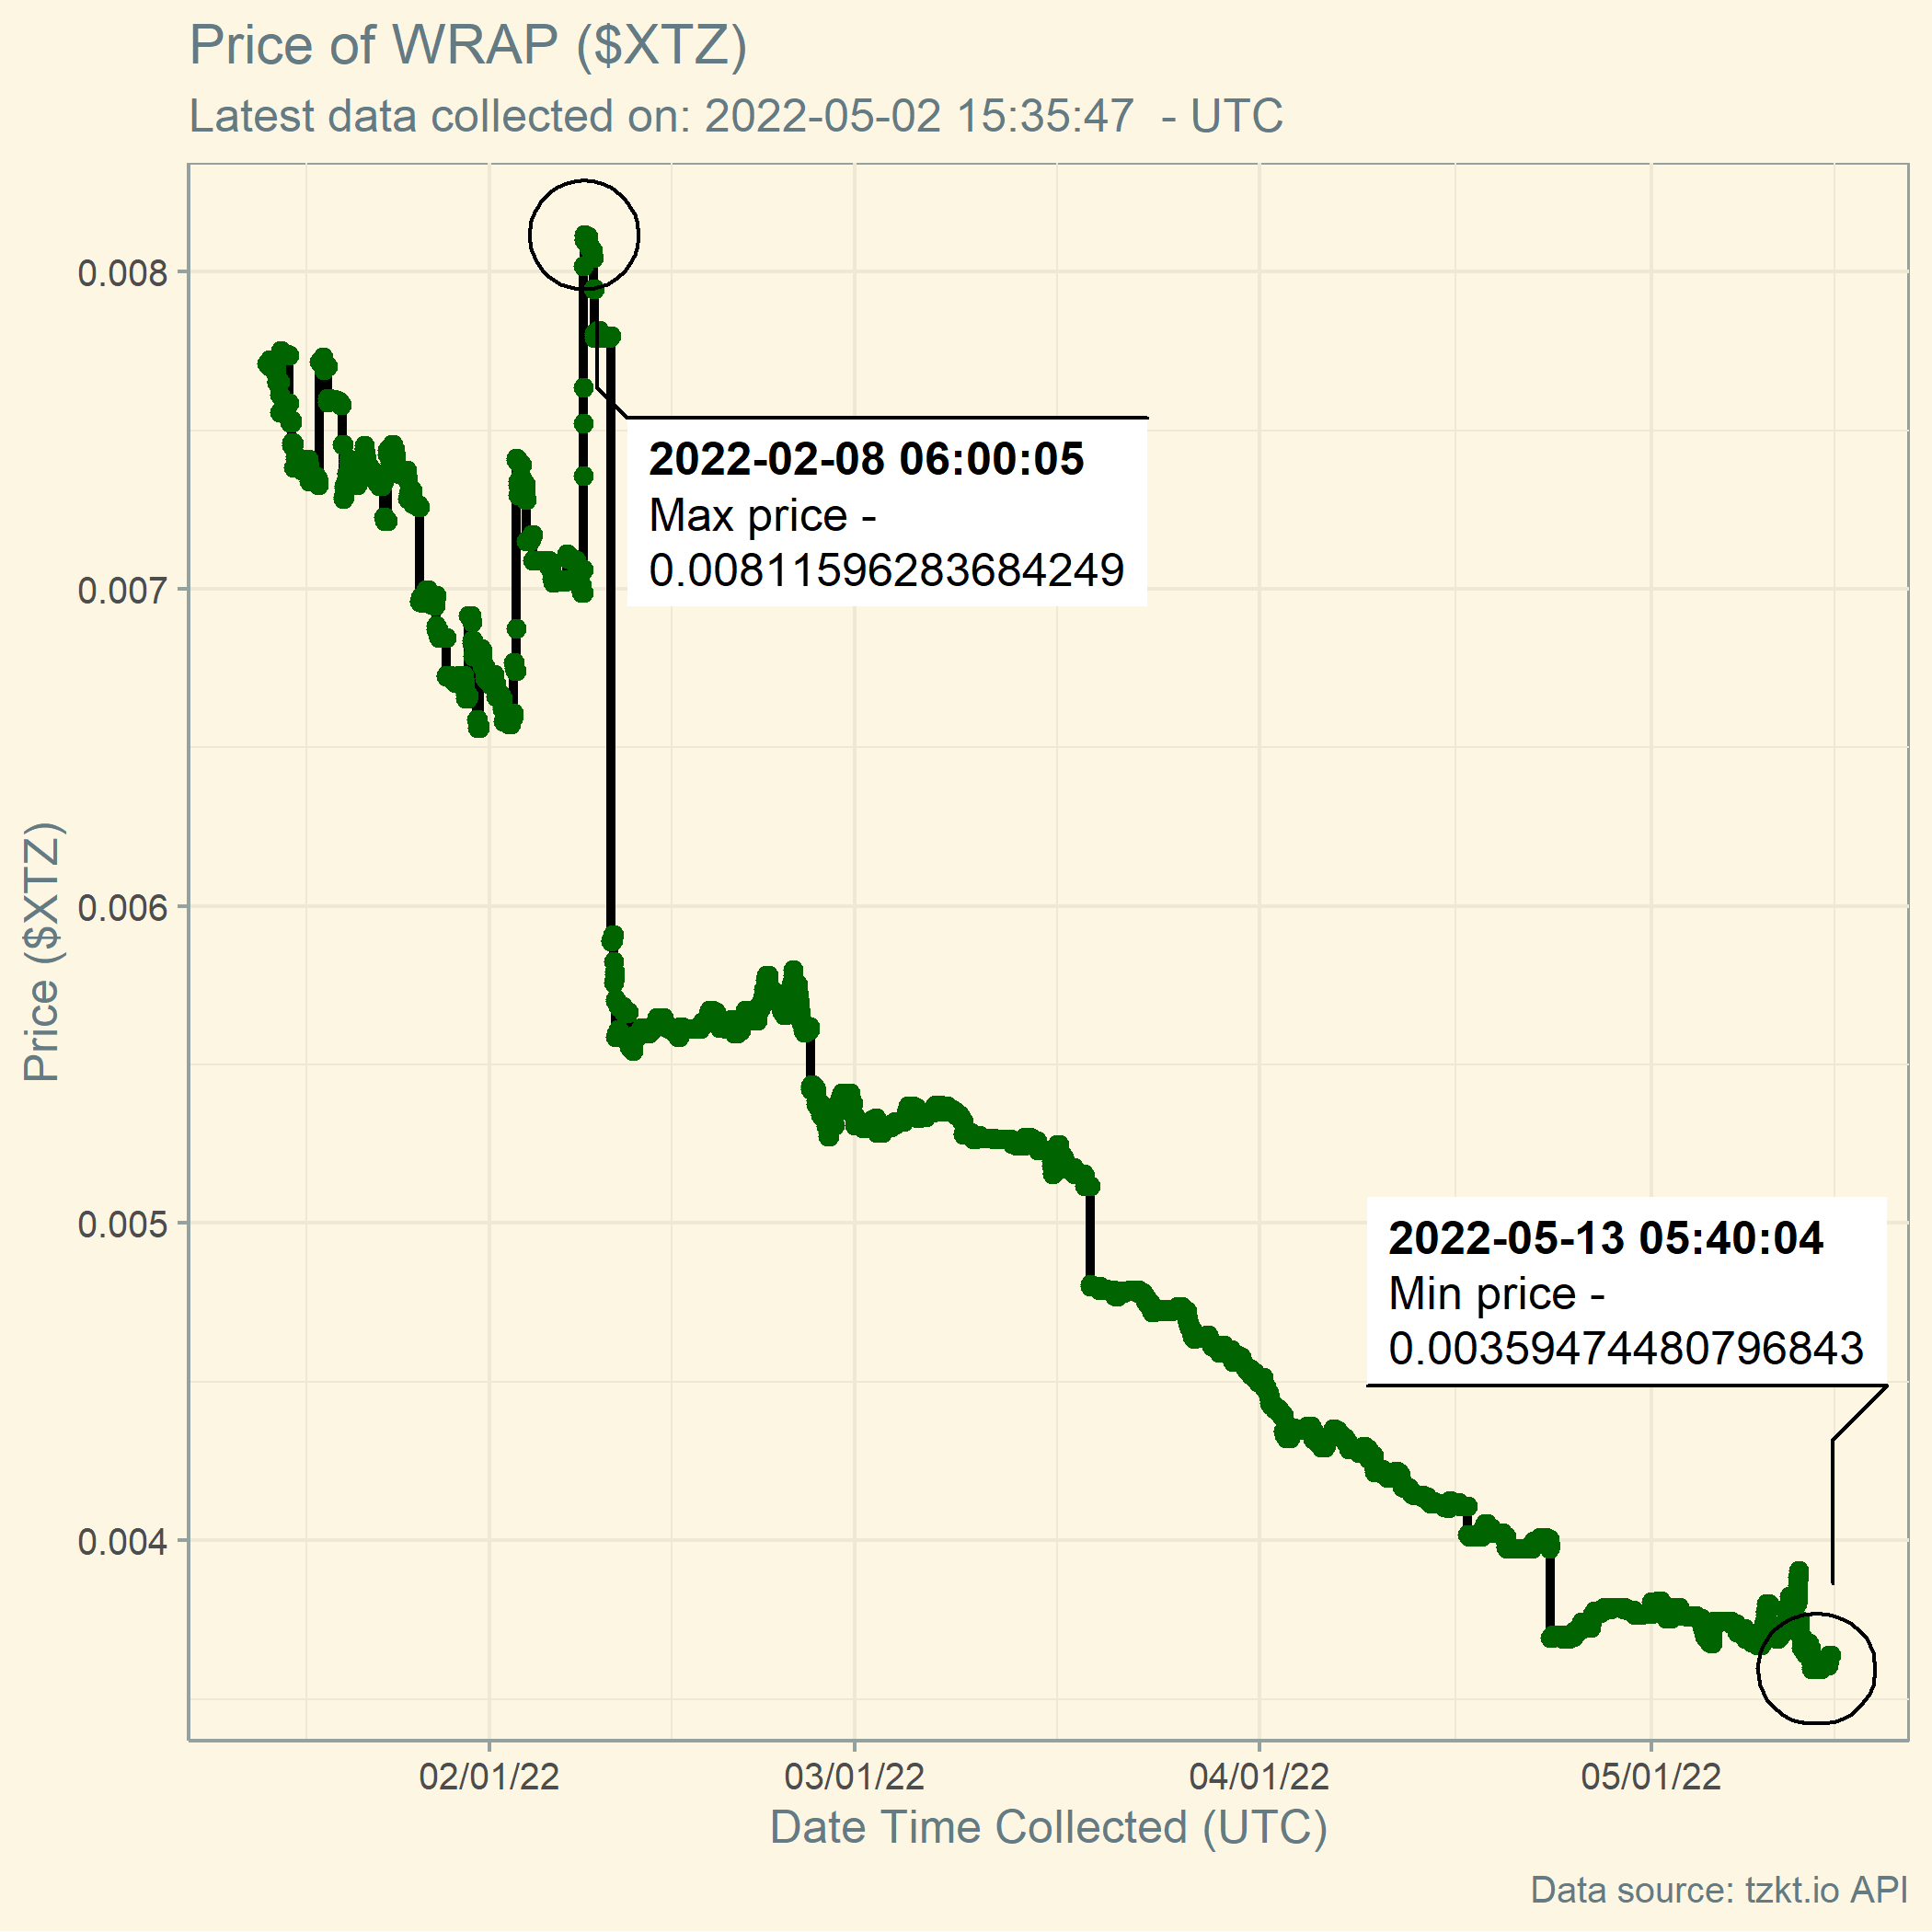 Price of WRAP ($XTZ)
Latest data collected on: 2022-05-02 15:35:47  - UTC
0.008
2022-02-08 06:00:05
Max price -
0.008115596283684249
0.007
0.006
Price ($XTZ)
0.005
2022-05-13 05:40:04
Min price -
0.00359474480796843
0.004
02/01/22 03/01/22 04/01/22 05/01/22
Date Time Collected (UTC)
Data source: tzkt.io API